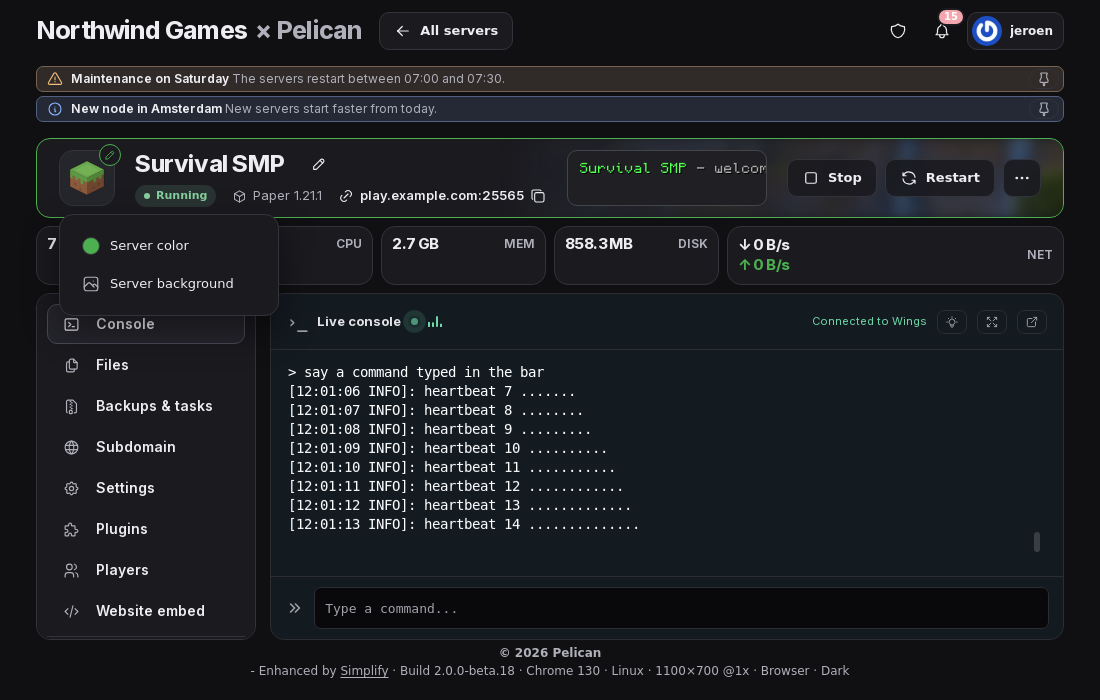 Northwind Games × Pelican
All servers
15
jeroen
Maintenance on Saturday The servers restart between 07:00 and 07:30.
New node in Amsterdam New servers start faster from today.
Survival SMP
Running
Paper 1.21.1
play.example.com:25565
Survival SMP - welcom
Stop
Restart
Server color
Server background
7
CPU
2.7 GB
MEM
858.3 MB
DISK
↓ 0 B/s
↑ 0 B/s
NET
Console
Files
Backups & tasks
Subdomain
Settings
Plugins
Players
Website embed
Live console
Connected to Wings
> say a command typed in the bar
[12:01:06 INFO]: heartbeat 7 .......
[12:01:07 INFO]: heartbeat 8 ........
[12:01:08 INFO]: heartbeat 9 .........
[12:01:09 INFO]: heartbeat 10 ..........
[12:01:10 INFO]: heartbeat 11 ...........
[12:01:11 INFO]: heartbeat 12 ............
[12:01:12 INFO]: heartbeat 13 .............
[12:01:13 INFO]: heartbeat 14 ..............
Type a command...
© 2026 Pelican
- Enhanced by Simplify · Build 2.0.0-beta.18 · Chrome 130 · Linux · 1100×700 @1x · Browser · Dark